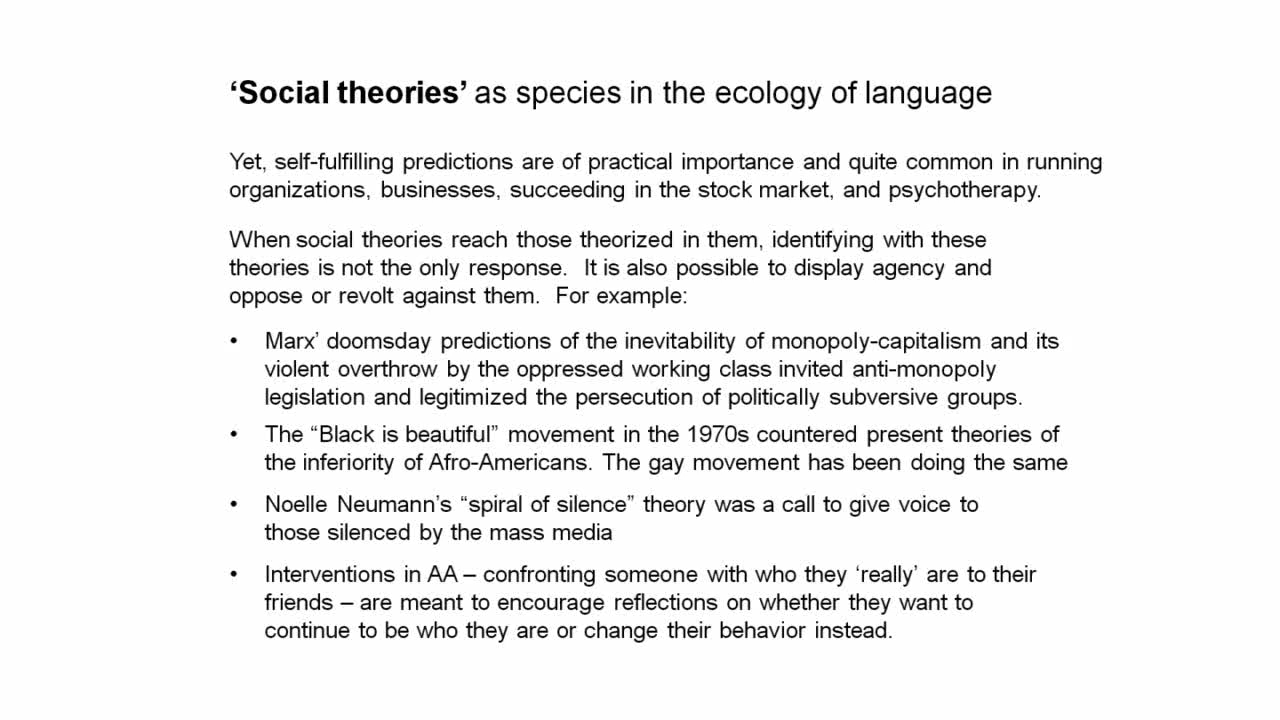 ‘Social theories’ as species in the ecology of language
Yet, self-fulfilling predictions are of practical importance and quite common in running
organizations, businesses, succeeding in the stock market, and psychotherapy.
When social theories reach those theorized in them, identifying with these
theories is not the only response.  It is also possible to display agency and
oppose or revolt against them.  For example:
• Marx’ doomsday predictions of the inevitability of monopoly-capitalism and its
violent overthrow by the oppressed working class invited anti-monopoly
legislation and legitimized the persecution of politically subversive groups.
• The “Black is beautiful” movement in the 1970s countered present theories of
the inferiority of Afro-Americans. The gay movement has been doing the same
• Noelle Neumann’s “spiral of silence” theory was a call to give voice to
those silenced by the mass media
• Interventions in AA – confronting someone with who they ‘really’ are to their
friends – are meant to encourage reflections on whether they want to
continue to be who they are or change their behavior instead.